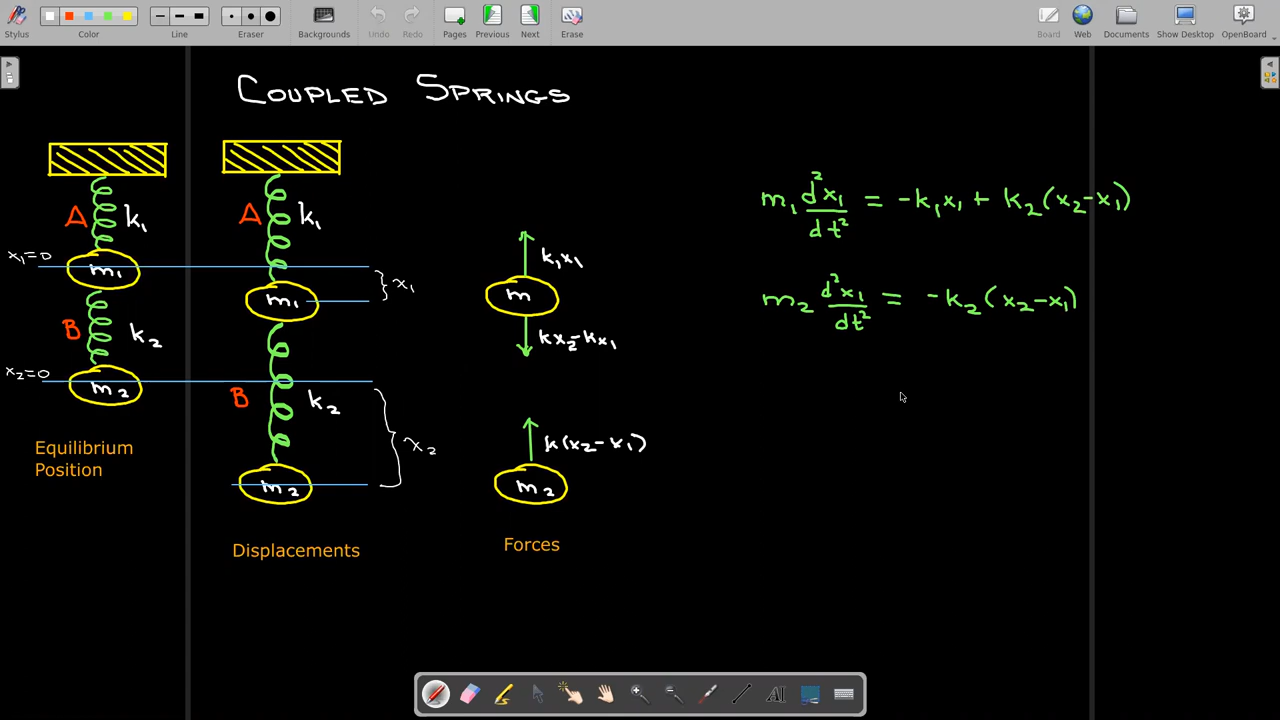 Stylus
Color
Line
Eraser
Backgrounds
Undo
Redo
Pages
Previous
Next
Erase
Board
Web
Documents
Show Desktop
OpenBoard
COUPLED SPRINGS
A k₁
x₁=0
m₁
B k₂
x₂=0
m₂
Equilibrium
Position
A k₁
m₁
x₁
B k₂
x₂
m₂
Displacements
k₁x₁
m
kx₂-kx₁
k(x₂-x₁)
m₂
Forces
m₁ d²x₁/dt² = -k₁x₁ + k₂(x₂-x₁)
m₂ d²x₁/dt² = -k₂(x₂-x₁)
AI